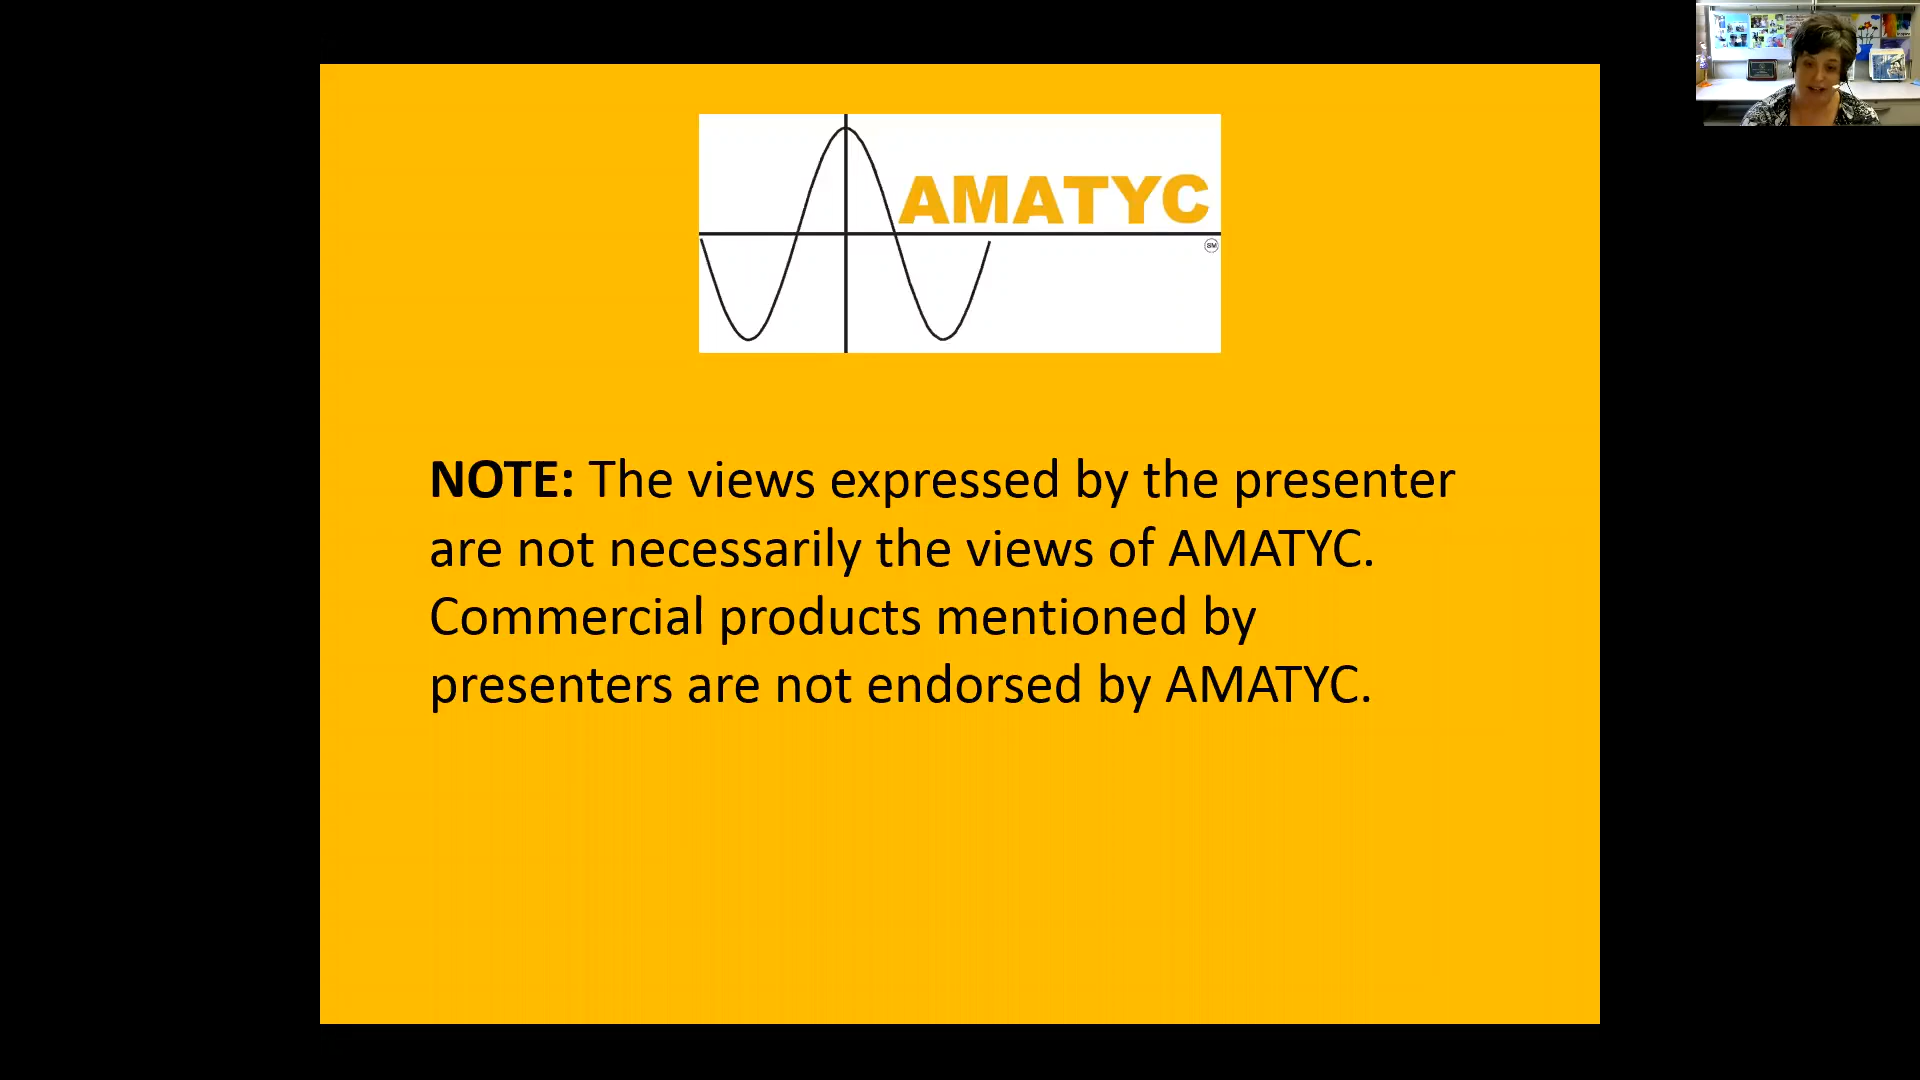 AMATYC
SM
NOTE: The views expressed by the presenter
are not necessarily the views of AMATYC.
Commercial products mentioned by
presenters are not endorsed by AMATYC.